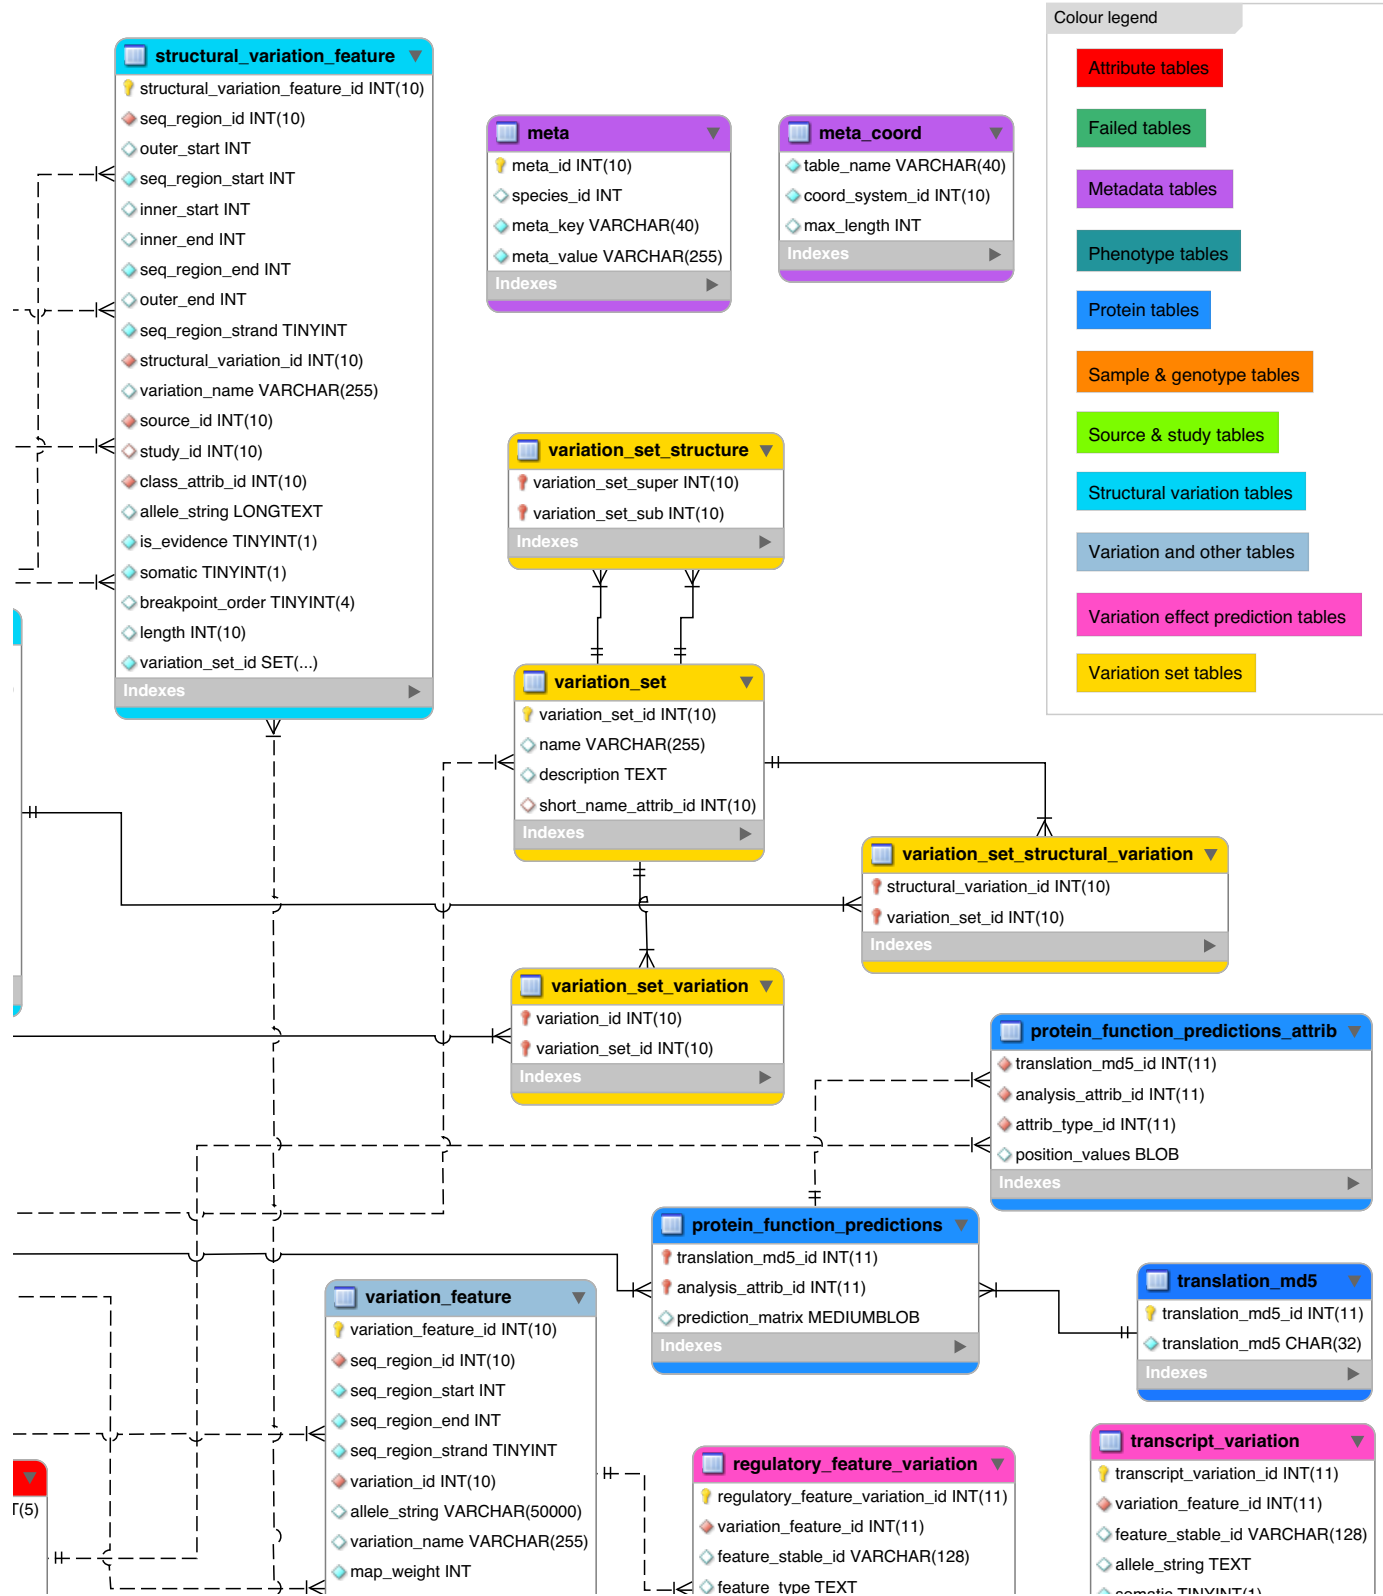 structural_variation_feature
structural_variation_feature_id INT(10)
seq_region_id INT(10)
outer_start INT
seq_region_start INT
inner_start INT
inner_end INT
seq_region_end INT
outer_end INT
seq_region_strand TINYINT
structural_variation_id INT(10)
variation_name VARCHAR(255)
source_id INT(10)
study_id INT(10)
class_attrib_id INT(10)
allele_string LONGTEXT
is_evidence TINYINT(1)
somatic TINYINT(1)
breakpoint_order TINYINT(4)
length INT(10)
variation_set_id SET(...)
Indexes
meta
meta_id INT(10)
species_id INT
meta_key VARCHAR(40)
meta_value VARCHAR(255)
Indexes
meta_coord
table_name VARCHAR(40)
coord_system_id INT(10)
max_length INT
Indexes
Colour legend
Attribute tables
Failed tables
Metadata tables
Phenotype tables
Protein tables
Sample & genotype tables
Source & study tables
Structural variation tables
Variation and other tables
Variation effect prediction tables
Variation set tables
variation_set_structure
variation_set_super INT(10)
variation_set_sub INT(10)
Indexes
variation_set
variation_set_id INT(10)
name VARCHAR(255)
description TEXT
short_name_attrib_id INT(10)
Indexes
variation_set_structural_variation
structural_variation_id INT(10)
variation_set_id INT(10)
Indexes
variation_set_variation
variation_id INT(10)
variation_set_id INT(10)
Indexes
protein_function_predictions_attrib
translation_md5_id INT(11)
analysis_attrib_id INT(11)
attrib_type_id INT(11)
position_values BLOB
Indexes
protein_function_predictions
translation_md5_id INT(11)
analysis_attrib_id INT(11)
prediction_matrix MEDIUMBLOB
Indexes
translation_md5
translation_md5_id INT(11)
translation_md5 CHAR(32)
Indexes
variation_feature
variation_feature_id INT(10)
seq_region_id INT(10)
seq_region_start INT
seq_region_end INT
seq_region_strand TINYINT
variation_id INT(10)
allele_string VARCHAR(50000)
variation_name VARCHAR(255)
map_weight INT
T(5)
regulatory_feature_variation
regulatory_feature_variation_id INT(11)
variation_feature_id INT(11)
feature_stable_id VARCHAR(128)
feature_type TEXT
transcript_variation
transcript_variation_id INT(11)
variation_feature_id INT(11)
feature_stable_id VARCHAR(128)
allele_string TEXT
somatic TINYINT(1)